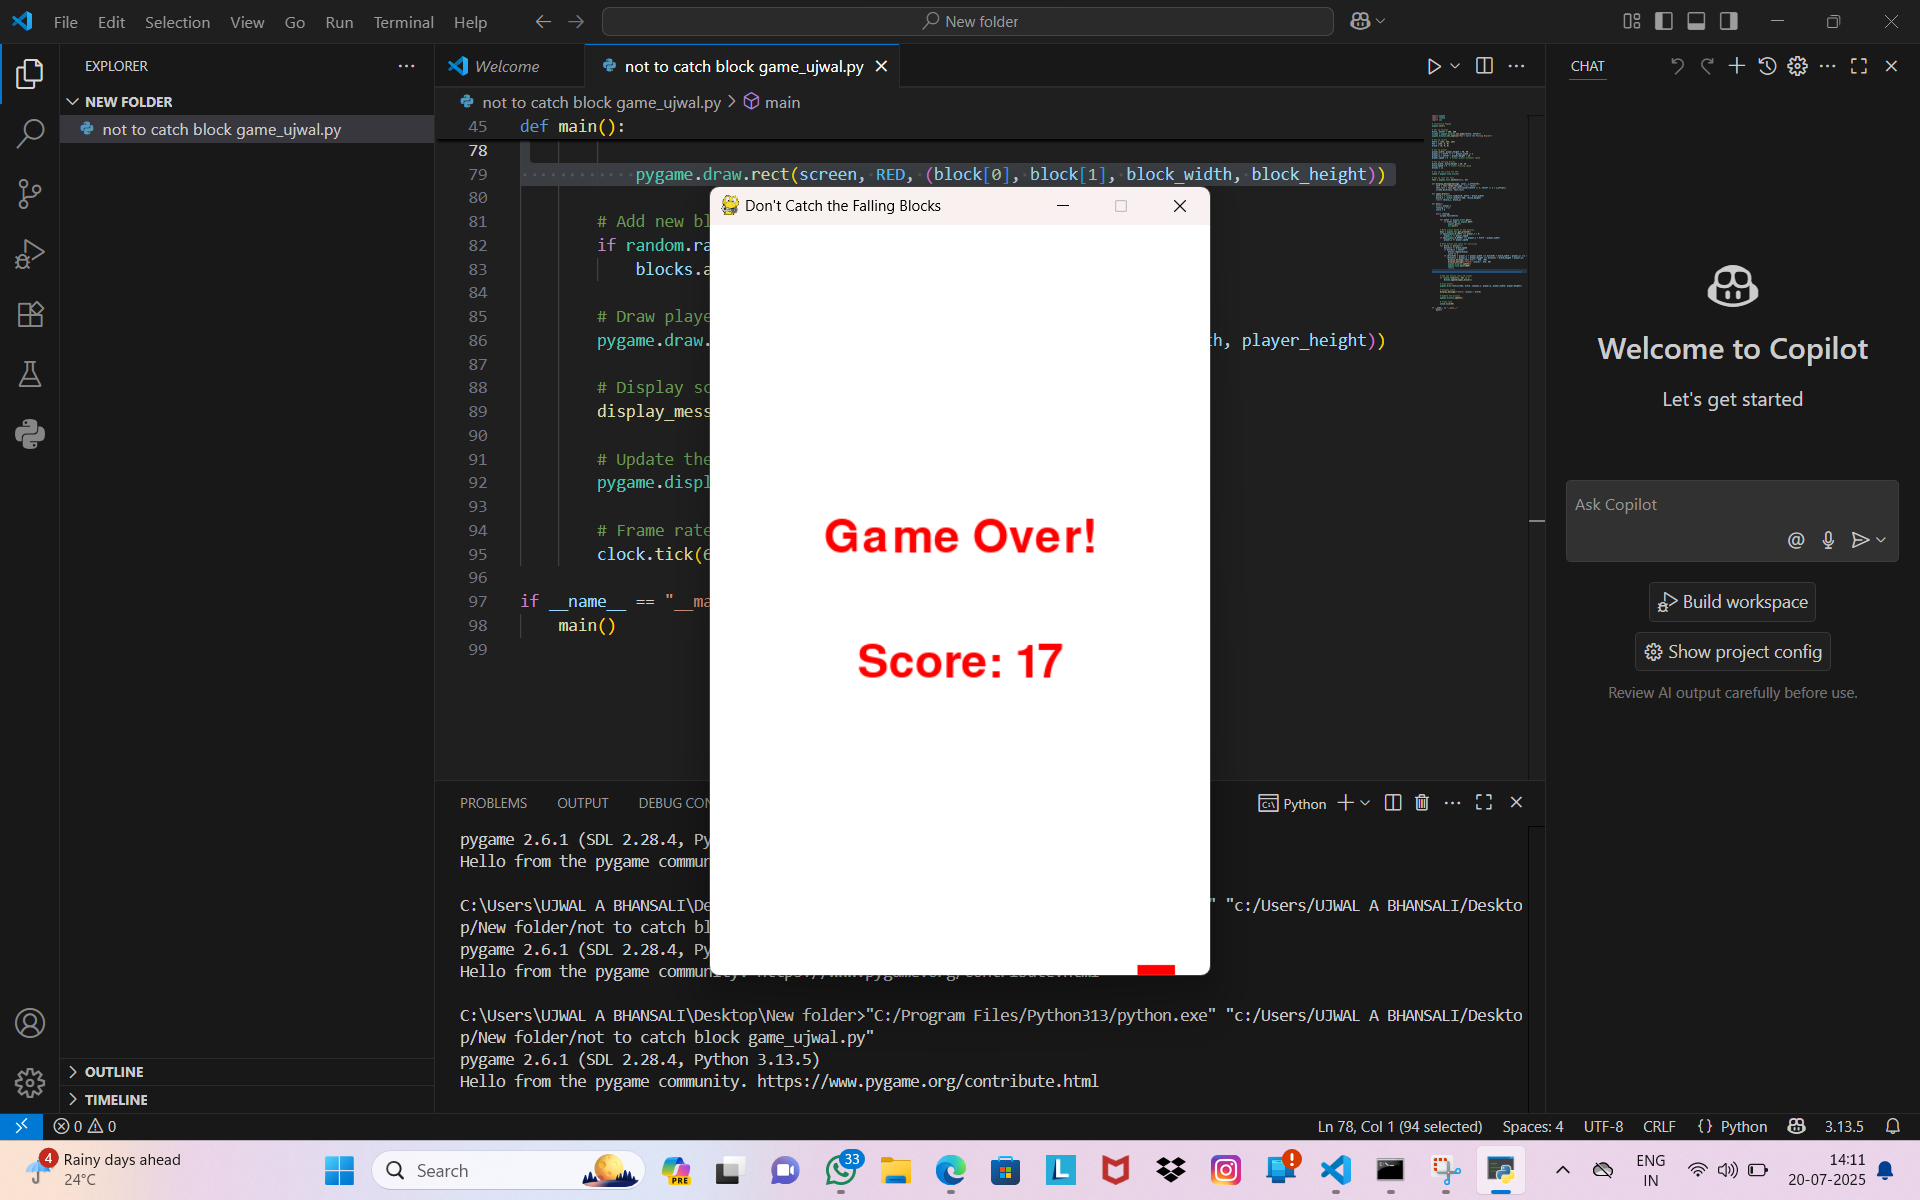 File Edit Selection View Go Run Terminal Help
New folder
EXPLORER
NEW FOLDER
not to catch block game_ujwal.py
OUTLINE
TIMELINE
Welcome
not to catch block game_ujwal.py
not to catch block game_ujwal.py > main
45 def main():
78
79 pygame.draw.rect(screen, RED, (block[0], block[1], block_width, block_height))
80
81 # Add new bl
82 if random.ra
83 blocks.a
84
85 # Draw playe
86 pygame.draw. th, player_height))
87
88 # Display sc
89 display_mess
90
91 # Update the
92 pygame.displ
93
94 # Frame rate
95 clock.tick(6
96
97 if __name__ == "__ma
98 main()
99
Don't Catch the Falling Blocks
Game Over!
Score: 17
PROBLEMS OUTPUT DEBUG CON
Python
pygame 2.6.1 (SDL 2.28.4, Py
Hello from the pygame commun
C:\Users\UJWAL A BHANSALI\De " "c:/Users/UJWAL A BHANSALI/Deskto
p/New folder/not to catch bl
pygame 2.6.1 (SDL 2.28.4, Py
Hello from the pygame community. https://www.pygame.org/contribute.html
C:\Users\UJWAL A BHANSALI\Desktop\New folder>"C:/Program Files/Python313/python.exe" "c:/Users/UJWAL A BHANSALI/Deskto
p/New folder/not to catch block game_ujwal.py"
pygame 2.6.1 (SDL 2.28.4, Python 3.13.5)
Hello from the pygame community. https://www.pygame.org/contribute.html
CHAT
Welcome to Copilot
Let's get started
Ask Copilot
Build workspace
Show project config
Review AI output carefully before use.
0 0
Ln 78, Col 1 (94 selected) Spaces: 4 UTF-8 CRLF {} Python 3.13.5
4
Rainy days ahead
24°C
Search
PRE
33
L
ENG
IN
14:11
20-07-2025